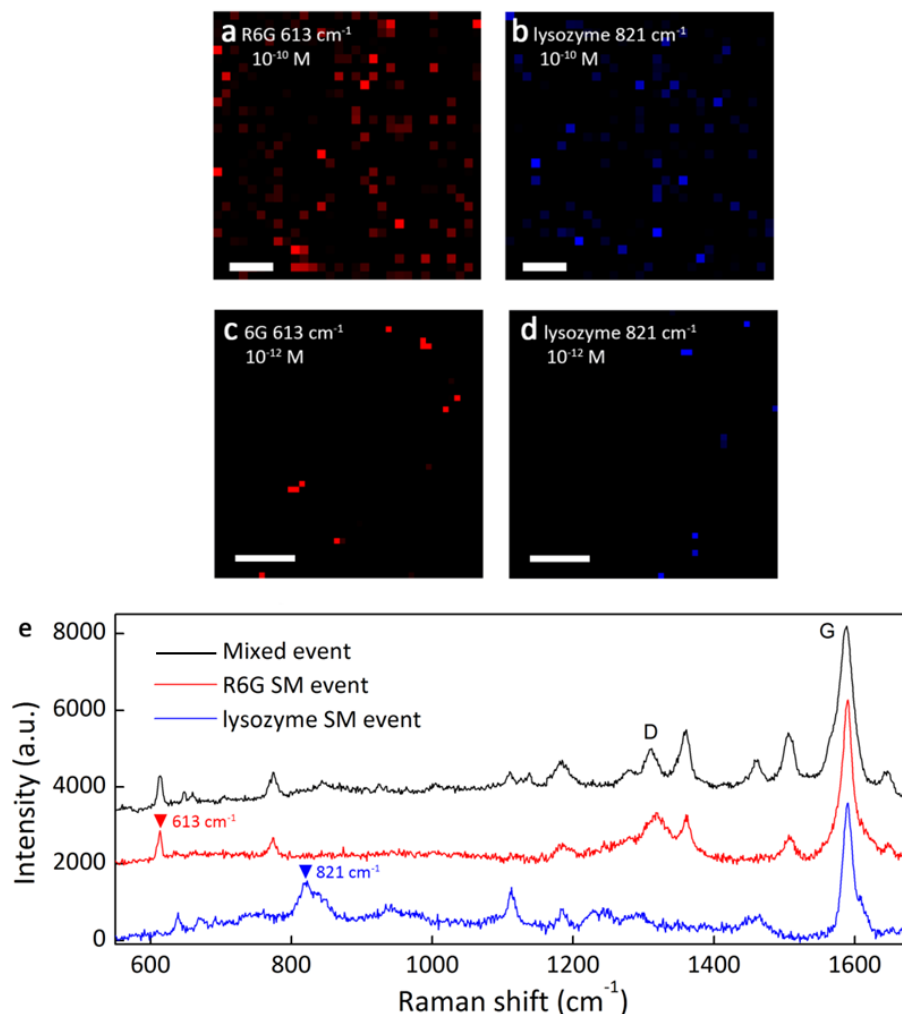 a R6G 613 cm⁻¹
10⁻¹⁰ M
b lysozyme 821 cm⁻¹
10⁻¹⁰ M
c 6G 613 cm⁻¹
10⁻¹² M
d lysozyme 821 cm⁻¹
10⁻¹² M
e
8000
6000
4000
2000
0
Intensity (a.u.)
Mixed event
R6G SM event
lysozyme SM event
G
D
613 cm⁻¹
821 cm⁻¹
600
800
1000
1200
1400
1600
Raman shift (cm⁻¹)